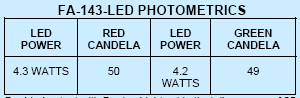 FA-143-LED PHOTOMETRICS
LED POWER RED CANDELA LED POWER GREEN CANDELA
4.3 WATTS 50 4.2 WATTS 49